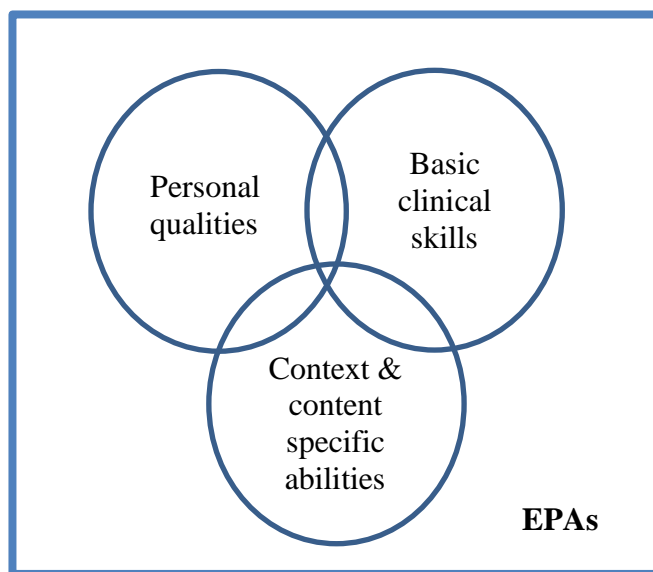 Personal
qualities
Basic
clinical
skills
Context &
content
specific
abilities
EPAs